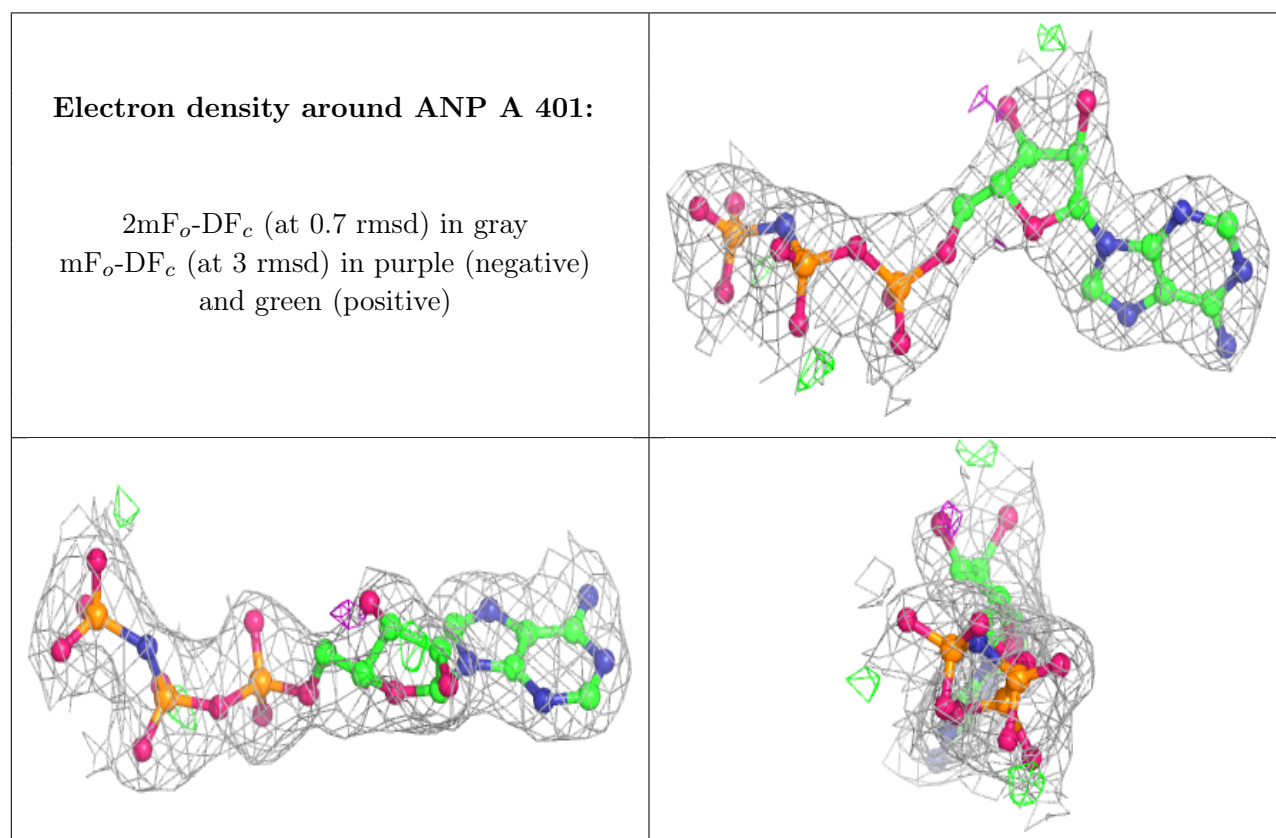 Electron density around ANP A 401:
2mFₒ-DF𝒸 (at 0.7 rmsd) in gray
mFₒ-DF𝒸 (at 3 rmsd) in purple (negative)
and green (positive)